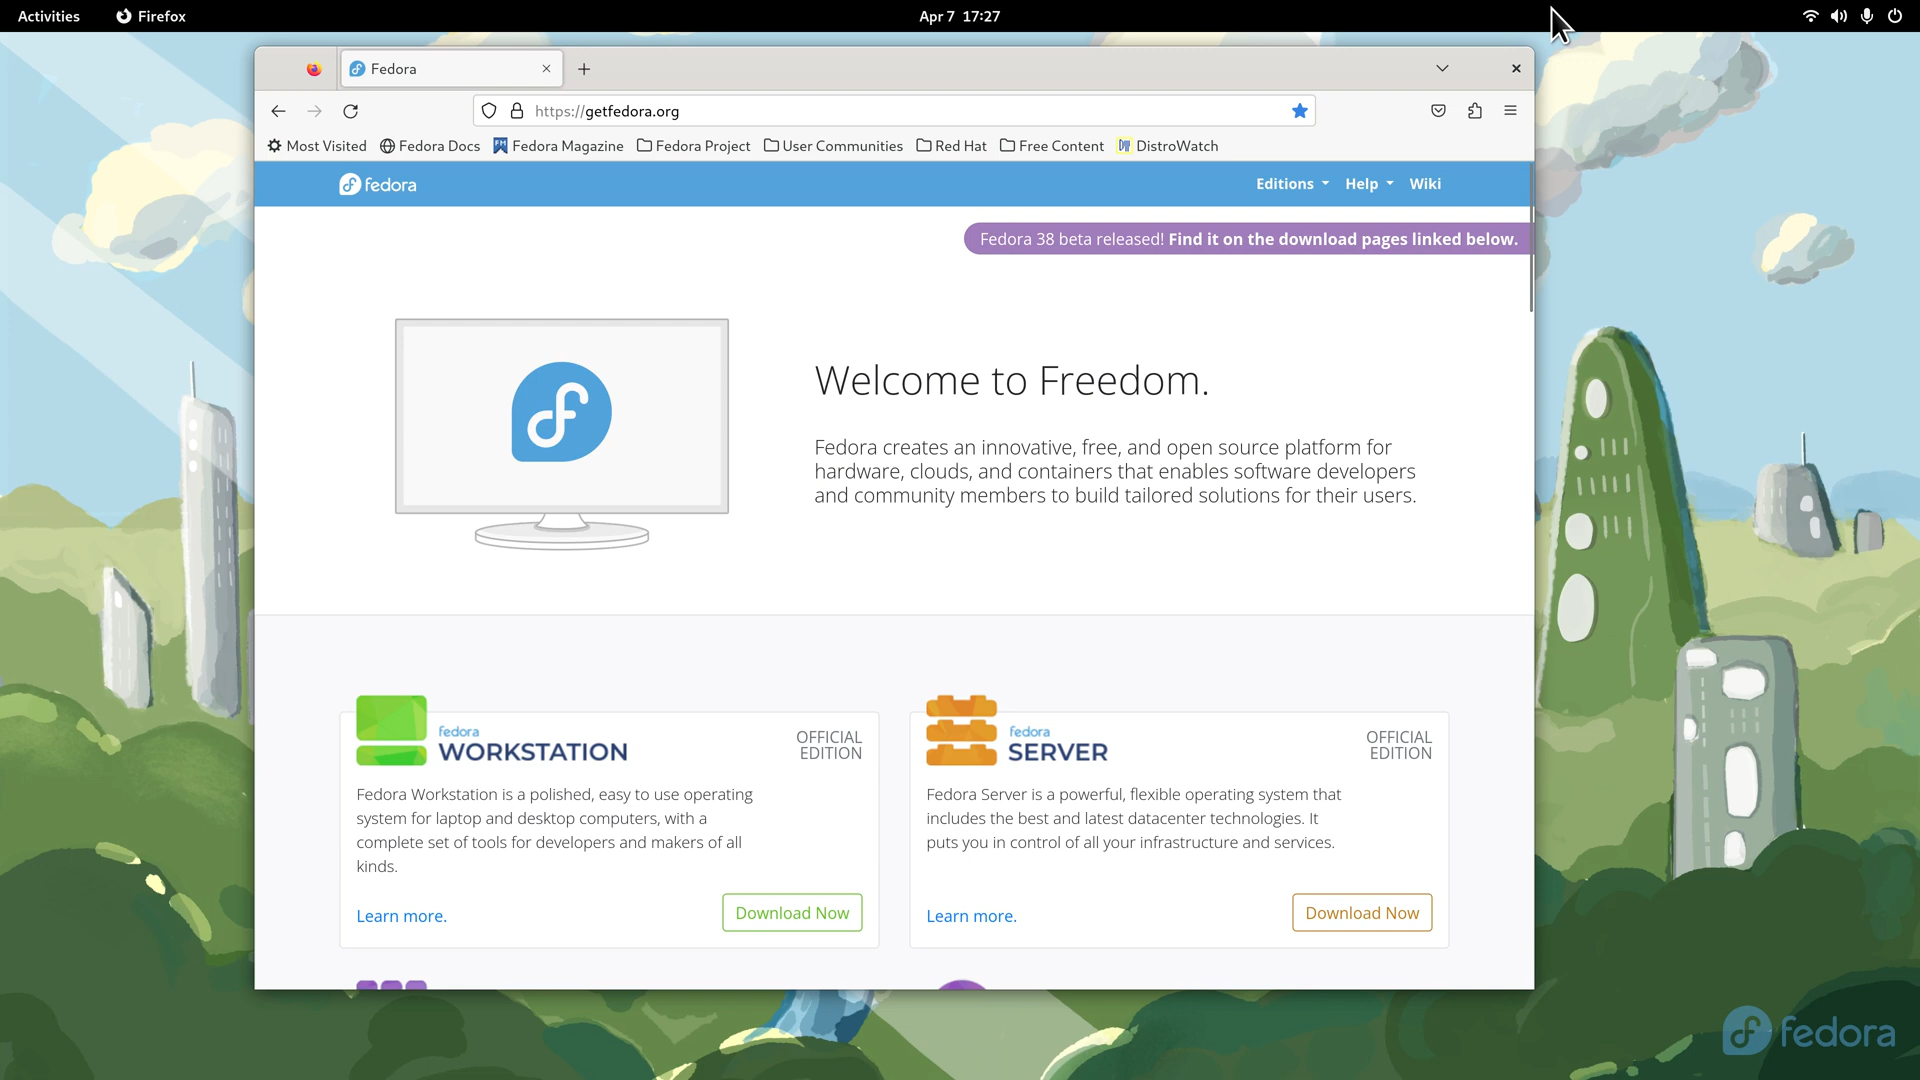 Activities Firefox Apr 7 17:27
Fedora
https://getfedora.org
Most Visited Fedora Docs Fedora Magazine Fedora Project User Communities Red Hat Free Content DistroWatch
fedora Editions Help Wiki
Fedora 38 beta released! Find it on the download pages linked below.
Welcome to Freedom.
Fedora creates an innovative, free, and open source platform for
hardware, clouds, and containers that enables software developers
and community members to build tailored solutions for their users.
fedora
WORKSTATION
OFFICIAL
EDITION
Fedora Workstation is a polished, easy to use operating
system for laptop and desktop computers, with a
complete set of tools for developers and makers of all
kinds.
Learn more. Download Now
fedora
SERVER
OFFICIAL
EDITION
Fedora Server is a powerful, flexible operating system that
includes the best and latest datacenter technologies. It
puts you in control of all your infrastructure and services.
Learn more. Download Now
fedora